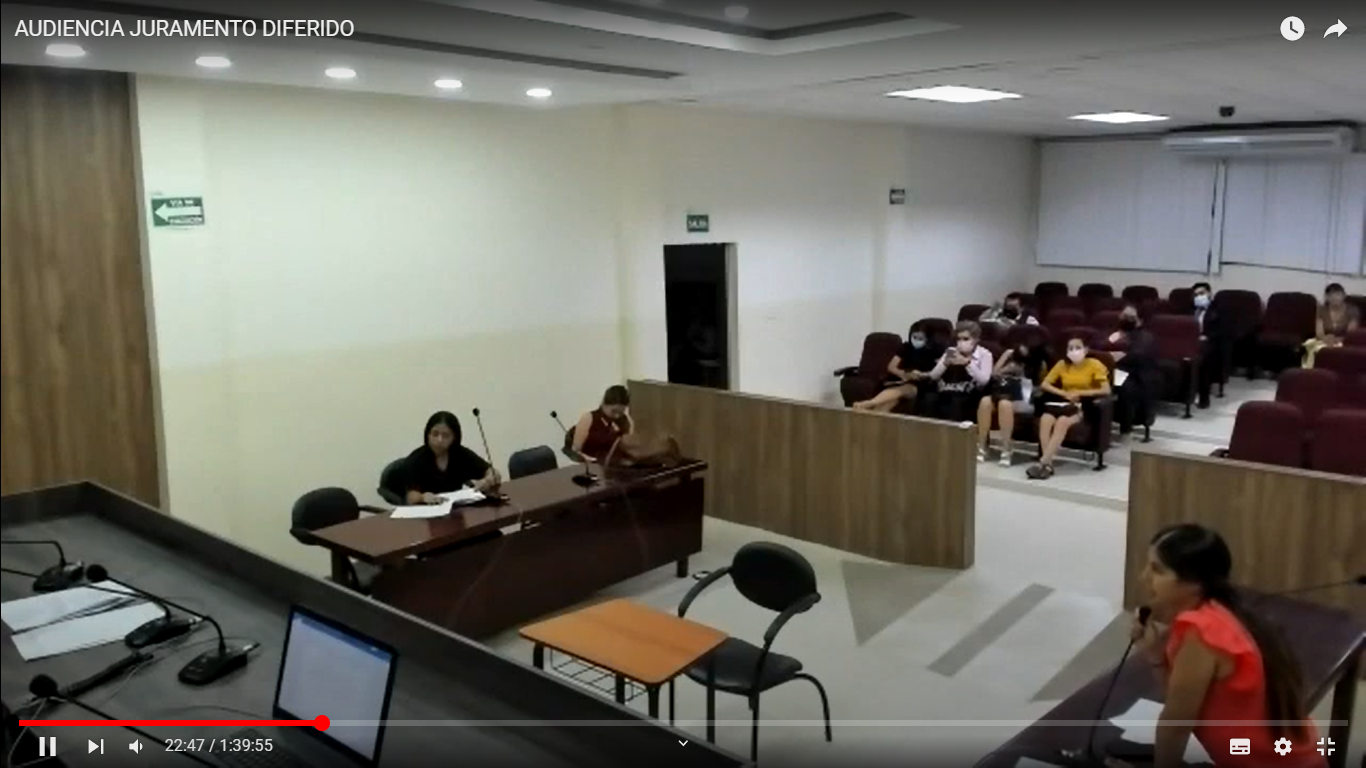 AUDIENCIA JURAMENTO DIFERIDO
SALIDA
22:47 / 1:39:55